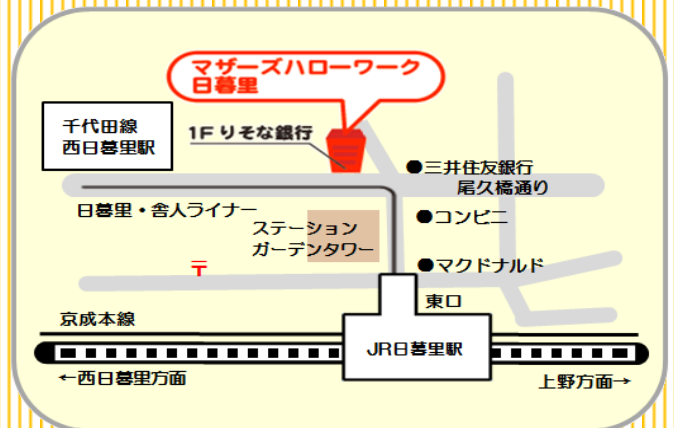 マザーズハローワーク
日暮里
千代田線
西日暮里駅
1Fりそな銀行
●三井住友銀行
尾久橋通り
日暮里・舎人ライナー
●コンビニ
ステーション
ガーデンタワー
〒
●マクドナルド
東口
京成本線
JR日暮里駅
←西日暮里方面
上野方面→